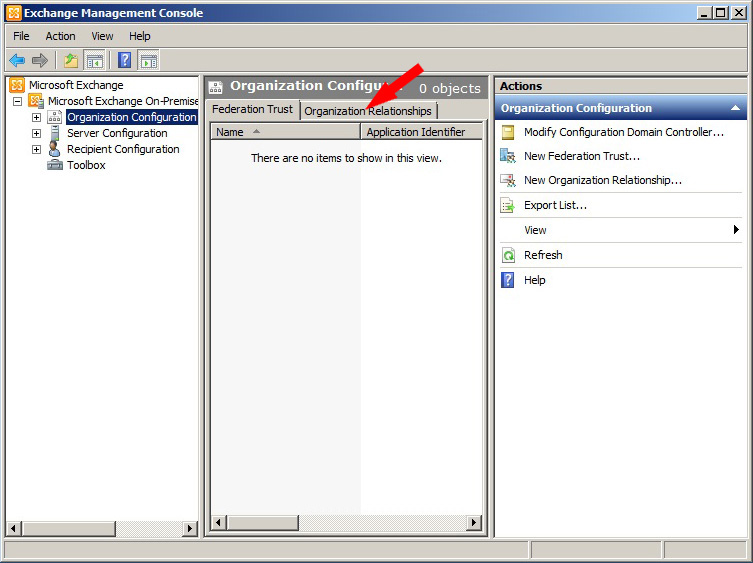 Exchange Management Console
File Action View Help
Microsoft Exchange
Microsoft Exchange On-Premise
Organization Configuration
Server Configuration
Recipient Configuration
Toolbox
Organization Configur 0 objects
Federation Trust Organization Relationships
Name Application Identifier
There are no items to show in this view.
Actions
Organization Configuration
Modify Configuration Domain Controller...
New Federation Trust...
New Organization Relationship...
Export List...
View
Refresh
Help